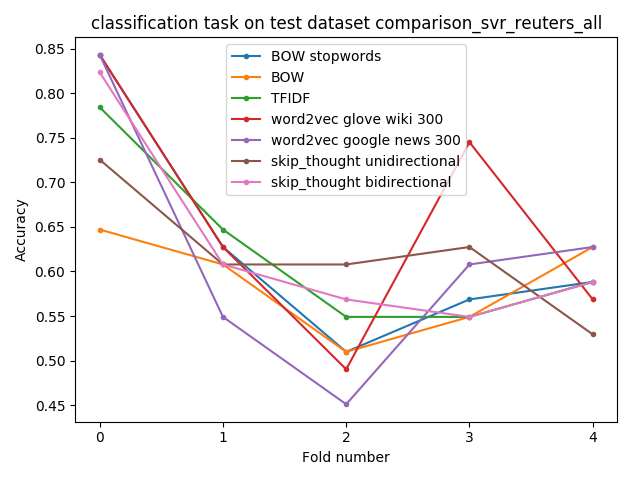 classification task on test dataset comparison_svr_reuters_all
BOW stopwords
BOW
TFIDF
word2vec glove wiki 300
word2vec google news 300
skip_thought unidirectional
skip_thought bidirectional
Accuracy
0.85
0.80
0.75
0.70
0.65
0.60
0.55
0.50
0.45
0 1 2 3 4
Fold number